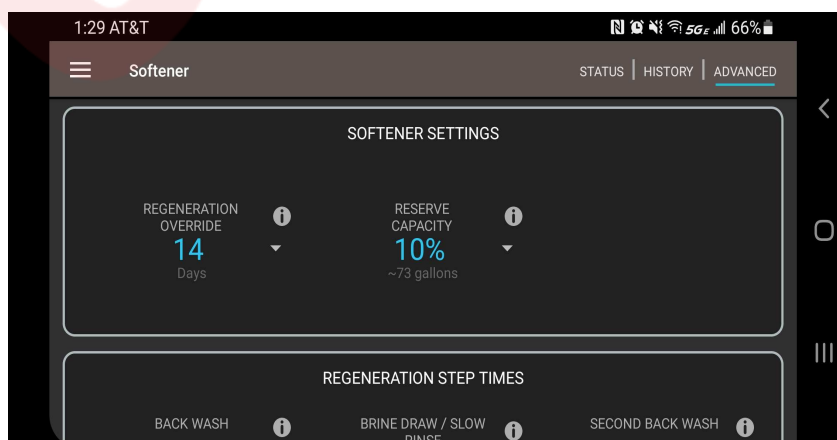 1:29 AT&T 5GE 66%
Softener STATUS | HISTORY | ADVANCED
SOFTENER SETTINGS
REGENERATION
OVERRIDE
14
Days
RESERVE
CAPACITY
10%
~73 gallons
REGENERATION STEP TIMES
BACK WASH
BRINE DRAW / SLOW
RINSE
SECOND BACK WASH